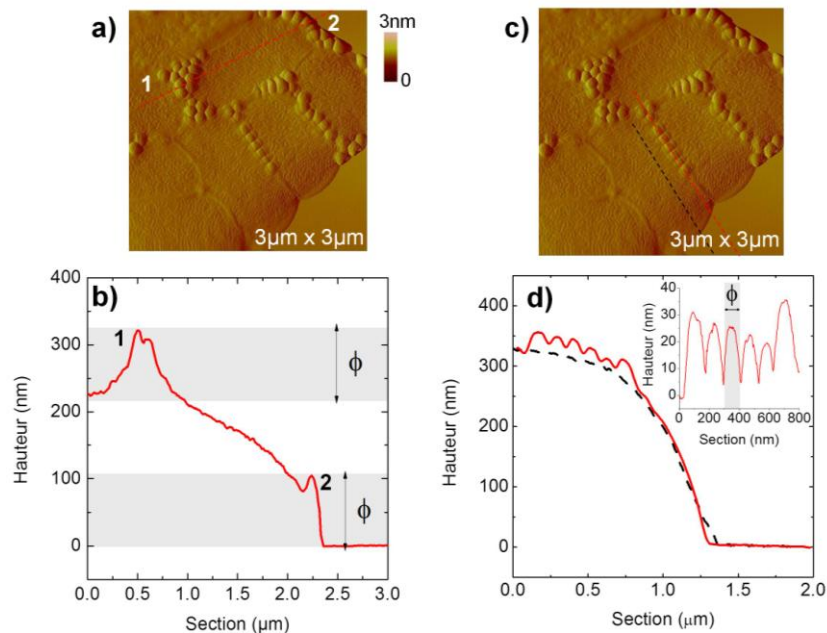 a)
2
1
3nm
0
3µm x 3µm
c)
3µm x 3µm
b)
400
300
200
100
0
Hauteur (nm)
1
2
ϕ
ϕ
0.0 0.5 1.0 1.5 2.0 2.5 3.0
Section (µm)
d)
400
300
200
100
0
Hauteur (nm)
0.0 0.5 1.0 1.5 2.0
Section (µm)
40
30
20
10
0
Hauteur (nm)
ϕ
0 200 400 600 800
Section (nm)